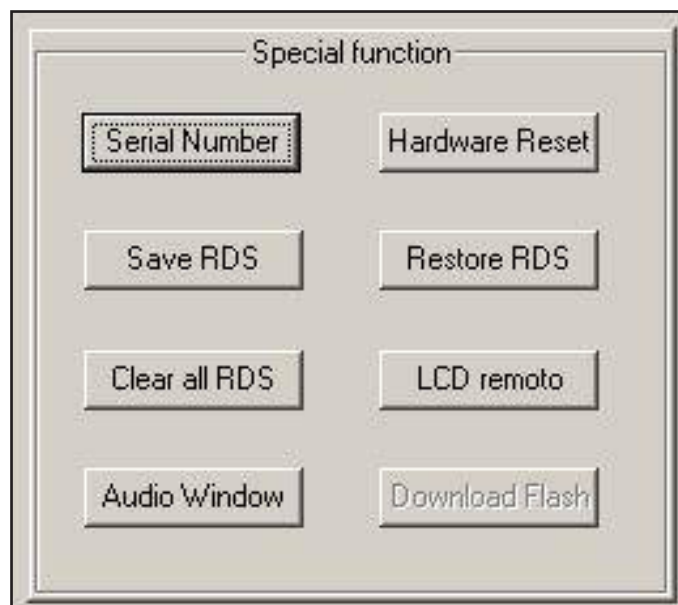 Special function
Serial Number
Hardware Reset
Save RDS
Restore RDS
Clear all RDS
LCD remoto
Audio Window
Download Flash